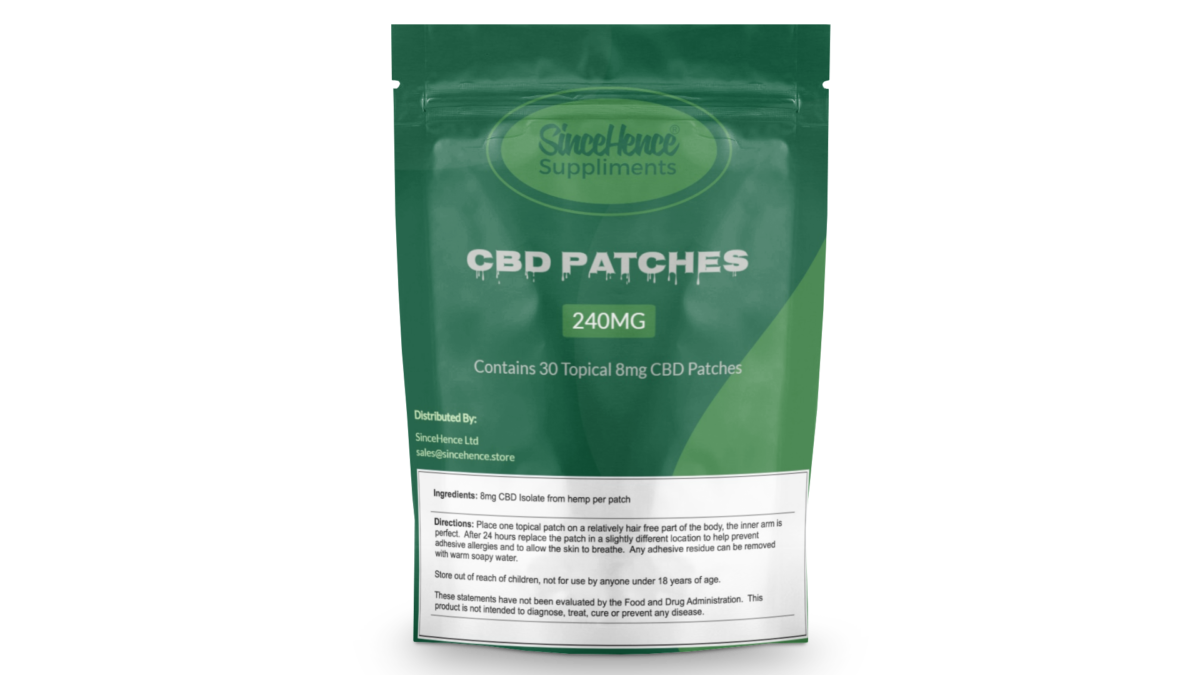 SinceHence®
Suppliments
CBD PATCHES
240MG
Contains 30 Topical 8mg CBD Patches
Distributed By:
SinceHence Ltd
sales@sincehence.store
Ingredients: 8mg CBD Isolate from hemp per patch
Directions: Place one topical patch on a relatively hair free part of the body, the inner arm is
perfect. After 24 hours replace the patch in a slightly different location to help prevent
adhesive allergies and to allow the skin to breathe. Any adhesive residue can be removed
with warm soapy water.
Store out of reach of children, not for use by anyone under 18 years of age.
These statements have not been evaluated by the Food and Drug Administration. This
product is not intended to diagnose, treat, cure or prevent any disease.